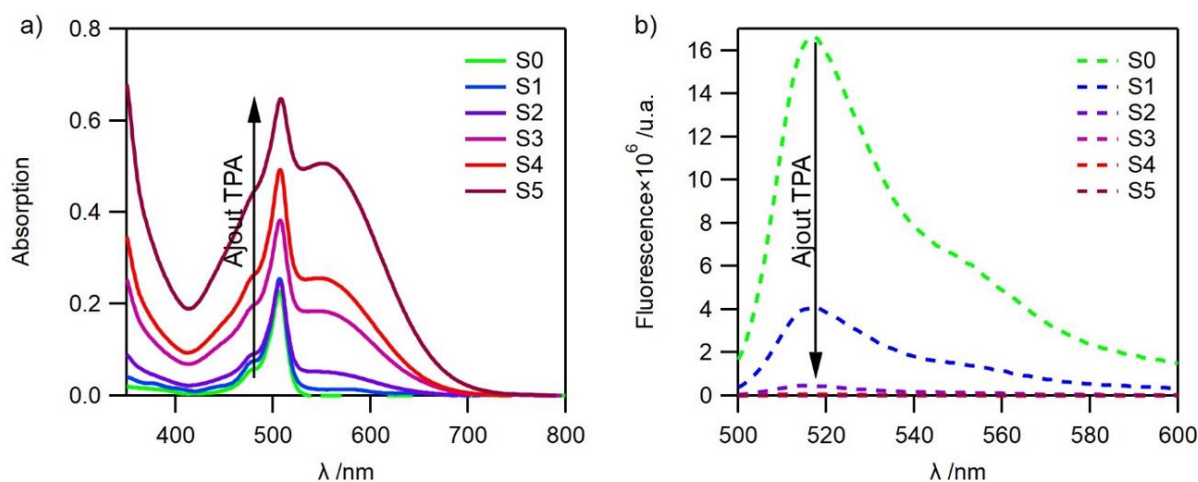 a)
0.8
0.6
0.4
0.2
0.0
Absorption
Ajout TPA
S0
S1
S2
S3
S4
S5
400
500
600
700
800
λ /nm
b)
16
14
12
10
8
6
4
2
0
Fluorescence×10⁶ /u.a.
Ajout TPA
S0
S1
S2
S3
S4
S5
500
520
540
560
580
600
λ /nm